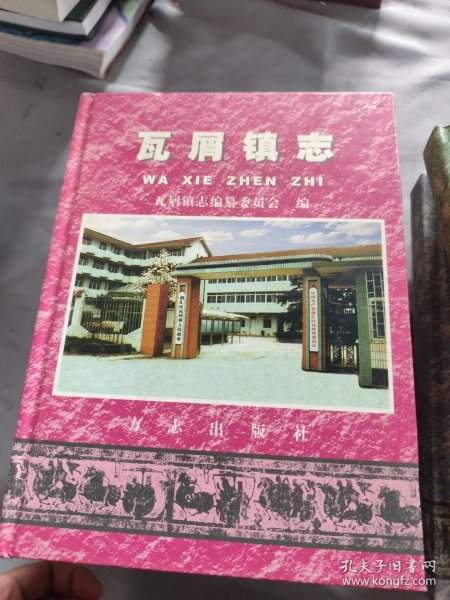 瓦屑镇志
WA XIE ZHEN ZHI
瓦屑镇志编纂委员会 编
方志出版社
孔夫子旧书网
www.kongfz.com